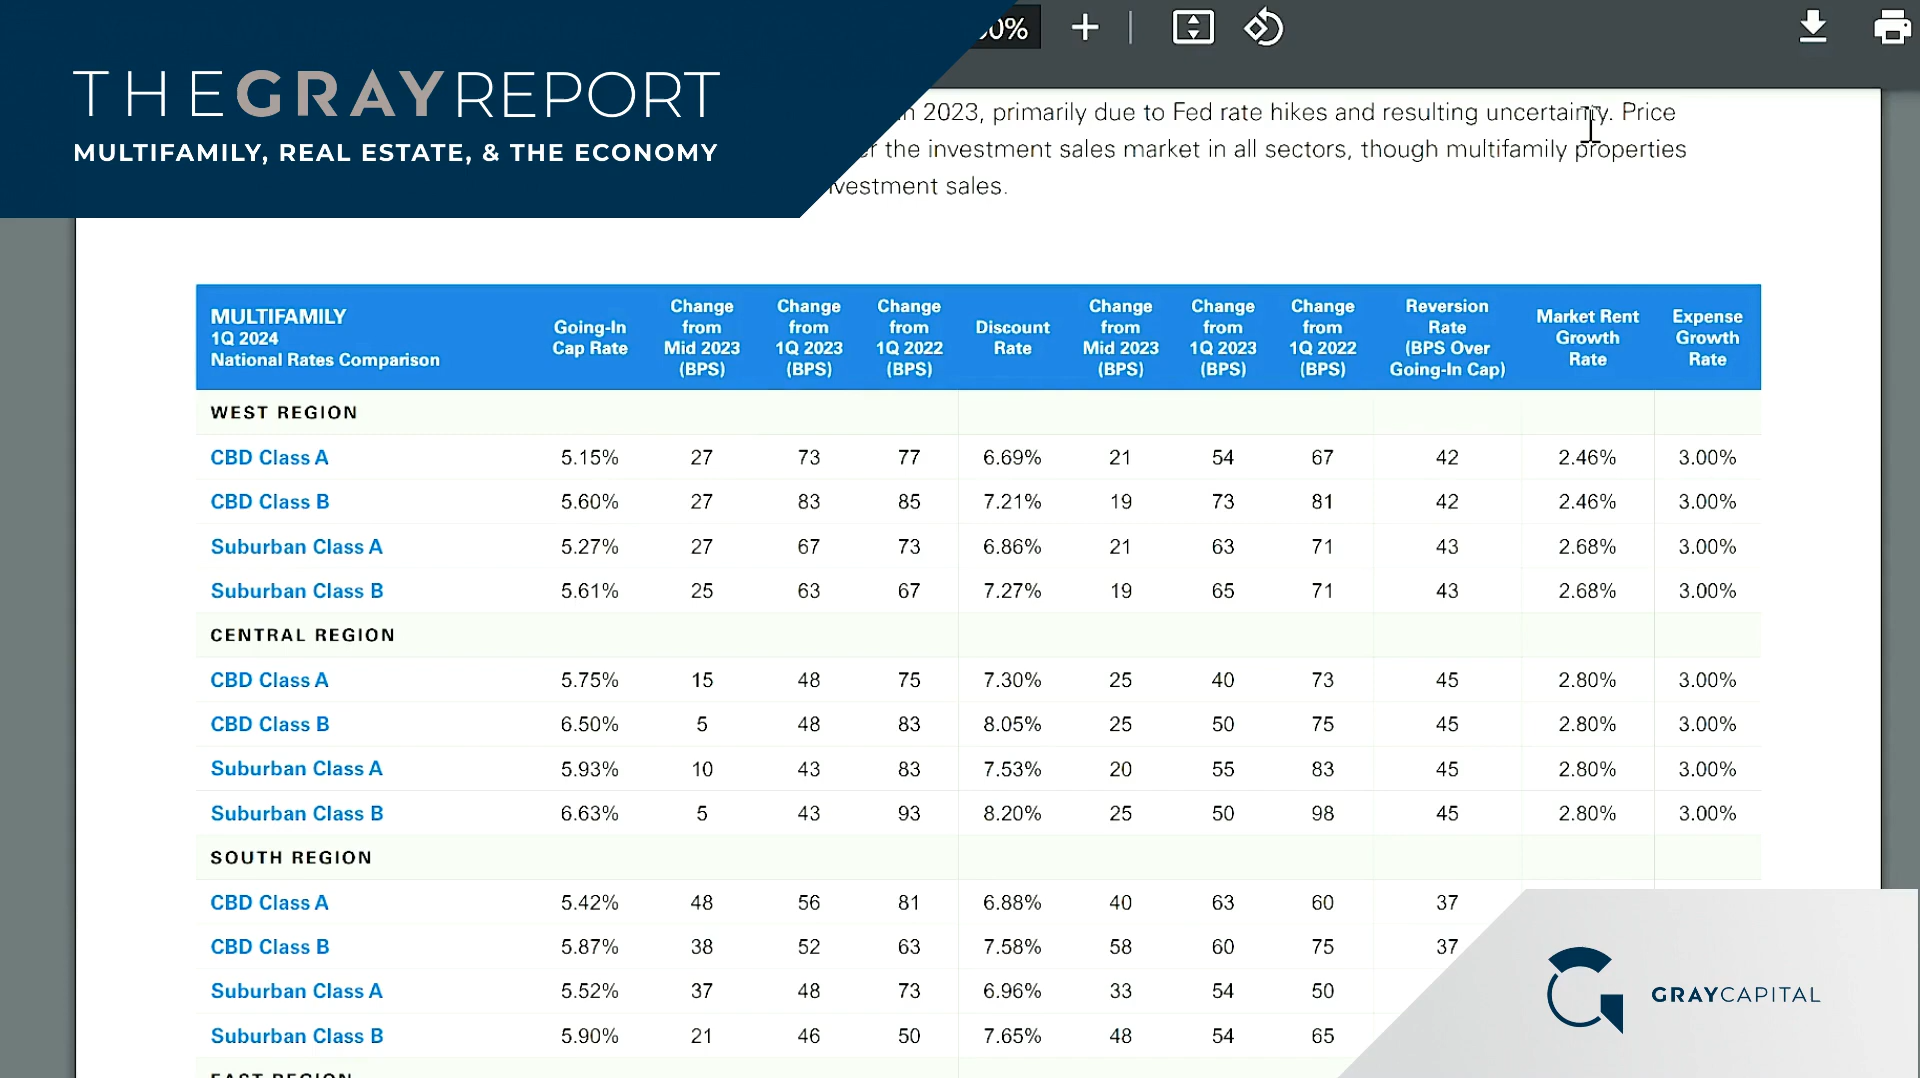 00%
THEGRAYREPORT
MULTIFAMILY, REAL ESTATE, & THE ECONOMY
in 2023, primarily due to Fed rate hikes and resulting uncertainty. Price
the investment sales market in all sectors, though multifamily properties
investment sales.
MULTIFAMILY
1Q 2024
National Rates Comparison
Going-In Cap Rate
Change from Mid 2023 (BPS)
Change from 1Q 2023 (BPS)
Change from 1Q 2022 (BPS)
Discount Rate
Change from Mid 2023 (BPS)
Change from 1Q 2023 (BPS)
Change from 1Q 2022 (BPS)
Reversion Rate (BPS Over Going-In Cap)
Market Rent Growth Rate
Expense Growth Rate
WEST REGION
CBD Class A 5.15% 27 73 77 6.69% 21 54 67 42 2.46% 3.00%
CBD Class B 5.60% 27 83 85 7.21% 19 73 81 42 2.46% 3.00%
Suburban Class A 5.27% 27 67 73 6.86% 21 63 71 43 2.68% 3.00%
Suburban Class B 5.61% 25 63 67 7.27% 19 65 71 43 2.68% 3.00%
CENTRAL REGION
CBD Class A 5.75% 15 48 75 7.30% 25 40 73 45 2.80% 3.00%
CBD Class B 6.50% 5 48 83 8.05% 25 50 75 45 2.80% 3.00%
Suburban Class A 5.93% 10 43 83 7.53% 20 55 83 45 2.80% 3.00%
Suburban Class B 6.63% 5 43 93 8.20% 25 50 98 45 2.80% 3.00%
SOUTH REGION
CBD Class A 5.42% 48 56 81 6.88% 40 63 60 37
CBD Class B 5.87% 38 52 63 7.58% 58 60 75 37
Suburban Class A 5.52% 37 48 73 6.96% 33 54 50
Suburban Class B 5.90% 21 46 50 7.65% 48 54 65
EAST REGION
GRAYCAPITAL